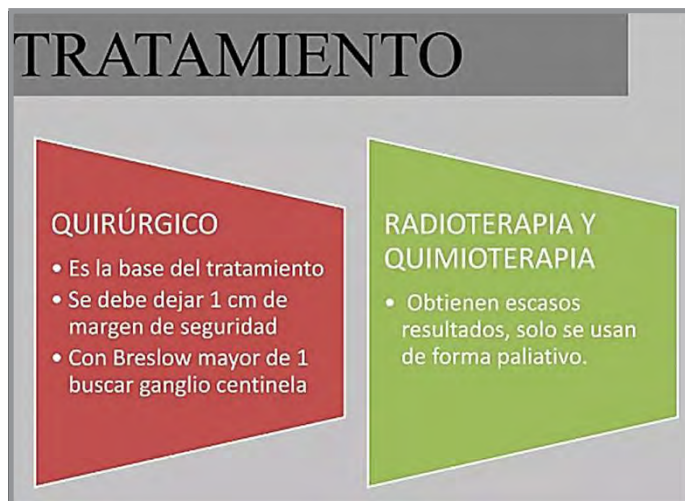 TRATAMIENTO
QUIRÚRGICO
• Es la base del tratamiento
• Se debe dejar 1 cm de
margen de seguridad
• Con Breslow mayor de 1
buscar ganglio centinela
RADIOTERAPIA Y
QUIMIOTERAPIA
• Obtienen escasos
resultados, solo se usan
de forma paliativo.